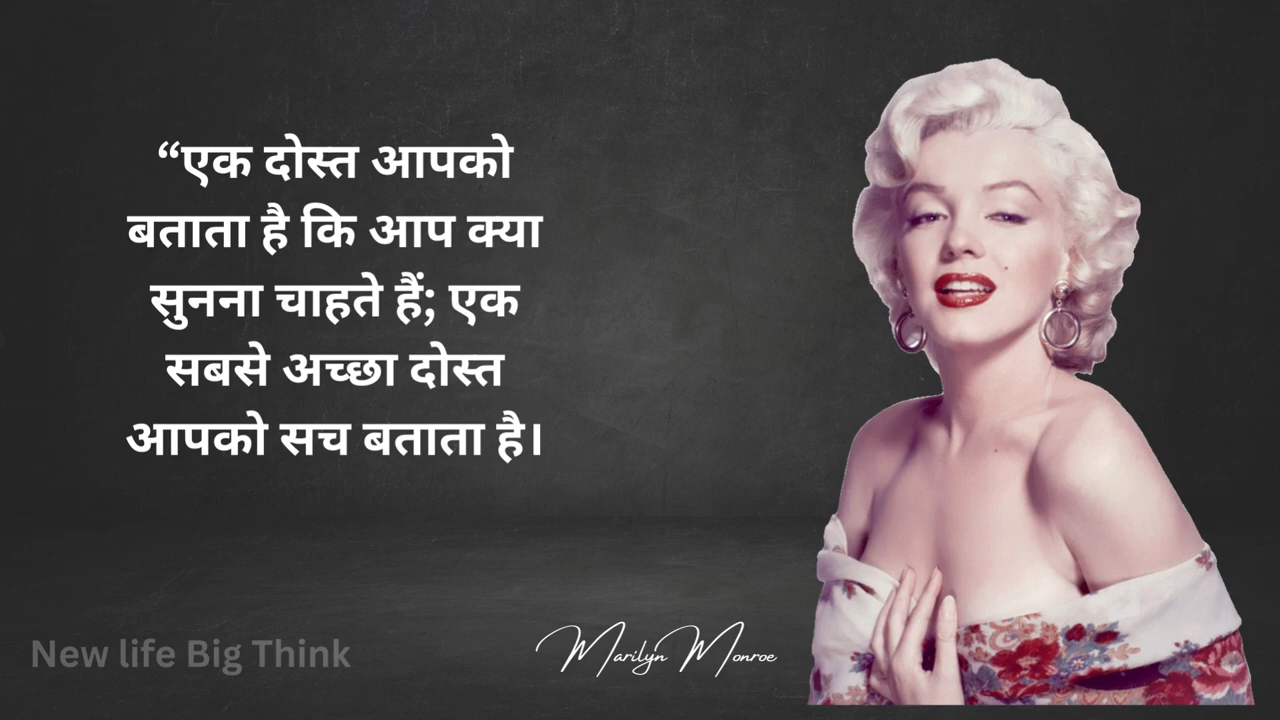 “एक दोस्त आपको
बताता है कि आप क्या
सुनना चाहते हैं; एक
सबसे अच्छा दोस्त
आपको सच बताता है।
New life Big Think
Marilyn Monroe